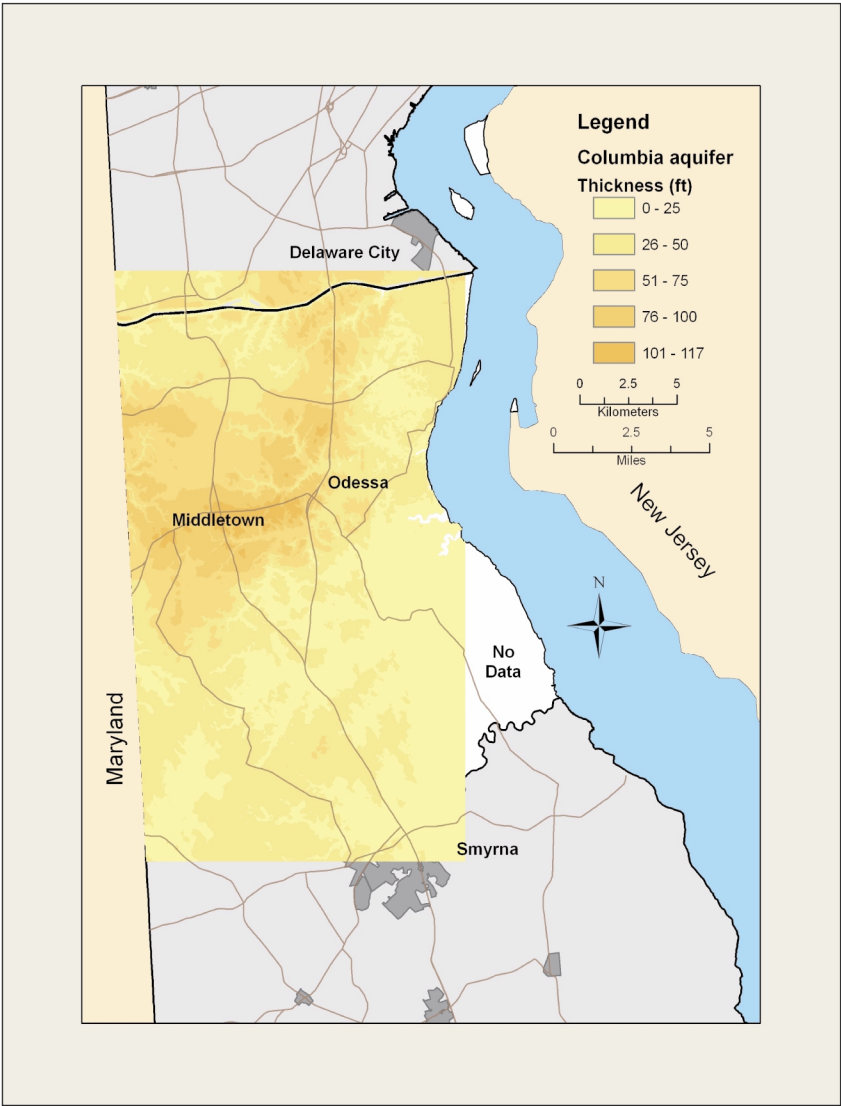 Legend
Columbia aquifer
Thickness (ft)
0 - 25
26 - 50
51 - 75
76 - 100
101 - 117
0 2.5 5
Kilometers
0 2.5 5
Miles
Delaware City
Odessa
Middletown
New Jersey
N
No
Data
Maryland
Smyrna